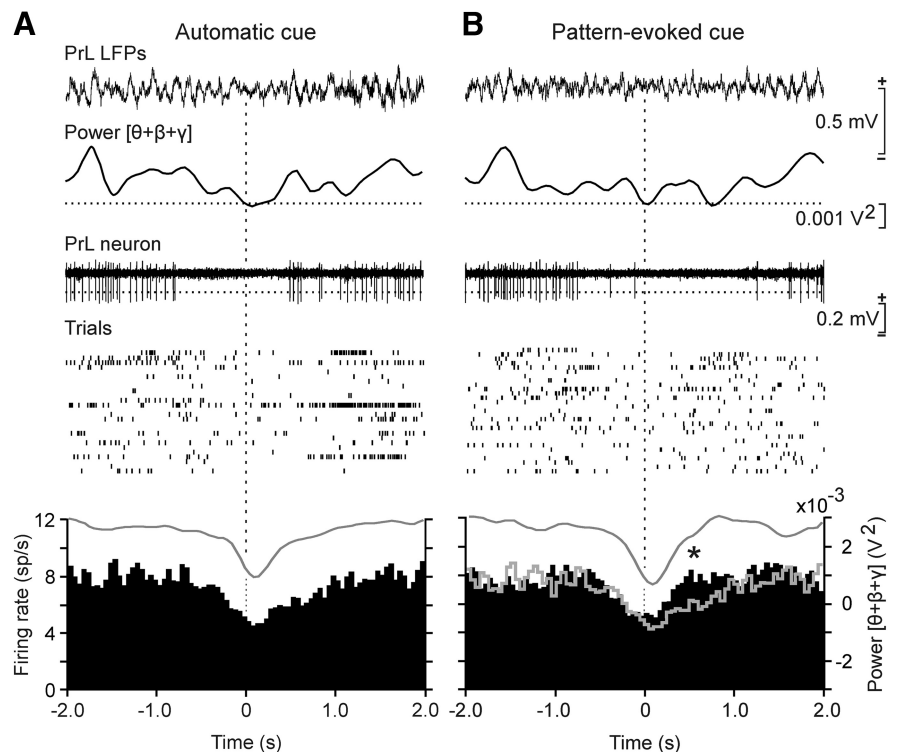 A
Automatic cue
PrL LFPs
Power [θ+β+γ]
PrL neuron
Trials
12
8
4
0
Firing rate (sp/s)
-2.0
-1.0
0
1.0
2.0
Time (s)
B
Pattern-evoked cue
+
0.5 mV
-
0.001 V²
+
0.2 mV
-
x10⁻³
*
2
0
-2
Power [θ+β+γ] (V²)
-2.0
-1.0
0
1.0
2.0
Time (s)